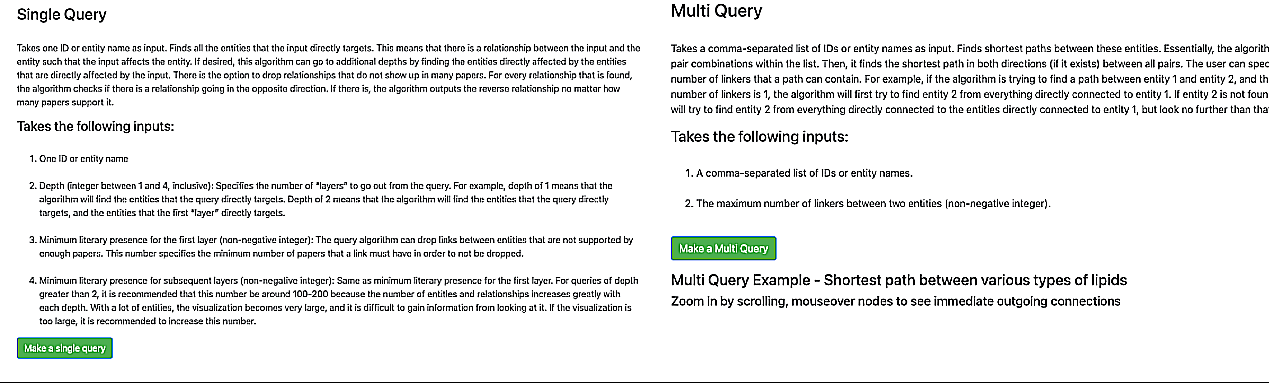 Single Query
Takes one ID or entity name as input. Finds all the entities that the input directly targets. This means that there is a relationship between the input and the
entity such that the input affects the entity. If desired, this algorithm can go to additional depths by finding the entities directly affected by the entities
that are directly affected by the input. There is the option to drop relationships that do not show up in many papers. For every relationship that is found,
the algorithm checks if there is a relationship going in the opposite direction. If there is, the algorithm outputs the reverse relationship no matter how
many papers support it.
Takes the following inputs:
1. One ID or entity name
2. Depth (integer between 1 and 4, inclusive): Specifies the number of "layers" to go out from the query. For example, depth of 1 means that the
algorithm will find the entities that the query directly targets. Depth of 2 means that the algorithm will find the entities that the query directly
targets, and the entities that the first "layer" directly targets.
3. Minimum literary presence for the first layer (non-negative integer): The query algorithm can drop links between entities that are not supported by
enough papers. This number specifies the minimum number of papers that a link must have in order to not be dropped.
4. Minimum literary presence for subsequent layers (non-negative integer): Same as minimum literary presence for the first layer. For queries of depth
greater than 2, it is recommended that this number be around 100-200 because the number of entities and relationships increases greatly with
each depth. With a lot of entities, the visualization becomes very large, and it is difficult to gain information from looking at it. If the visualization is
too large, it is recommended to increase this number.
Make a single query
Multi Query
Takes a comma-separated list of IDs or entity names as input. Finds shortest paths between these entities. Essentially, the algorith
pair combinations within the list. Then, it finds the shortest path in both directions (if it exists) between all pairs. The user can spec
number of linkers that a path can contain. For example, if the algorithm is trying to find a path between entity 1 and entity 2, and th
number of linkers is 1, the algorithm will first try to find entity 2 from everything directly connected to entity 1. If entity 2 is not foun
will try to find entity 2 from everything directly connected to the entities directly connected to entity 1, but look no further than tha
Takes the following inputs:
1. A comma-separated list of IDs or entity names.
2. The maximum number of linkers between two entities (non-negative integer).
Make a Multi Query
Multi Query Example - Shortest path between various types of lipids
Zoom in by scrolling, mouseover nodes to see immediate outgoing connections